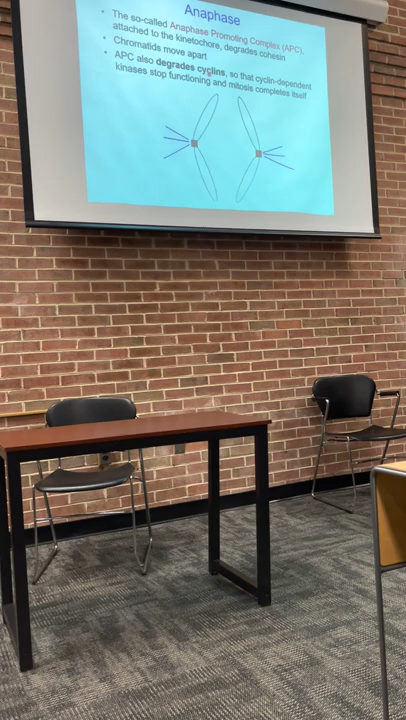 Anaphase
• The so-called Anaphase Promoting Complex (APC),
attached to the kinetochore, degrades cohesin
• Chromatids move apart
• APC also degrades cyclins, so that cyclin-dependent
kinases stop functioning and mitosis completes itself